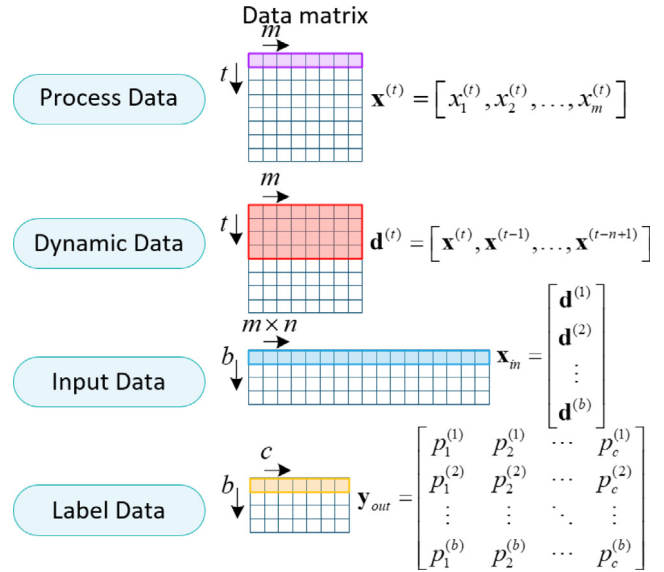 Data matrix
m
t
Process Data
x^(t) = [x_1^(t), x_2^(t), ..., x_m^(t)]
m
t
Dynamic Data
d^(t) = [x^(t), x^(t-1), ..., x^(t-n+1)]
m × n
b
Input Data
x_in = [d^(1)
d^(2)
⋮
d^(b)]
c
b
Label Data
y_out = [p_1^(1) p_2^(1) ⋯ p_c^(1)
p_1^(2) p_2^(2) ⋯ p_c^(2)
⋮ ⋮ ⋱ ⋮
p_1^(b) p_2^(b) ⋯ p_c^(b)]